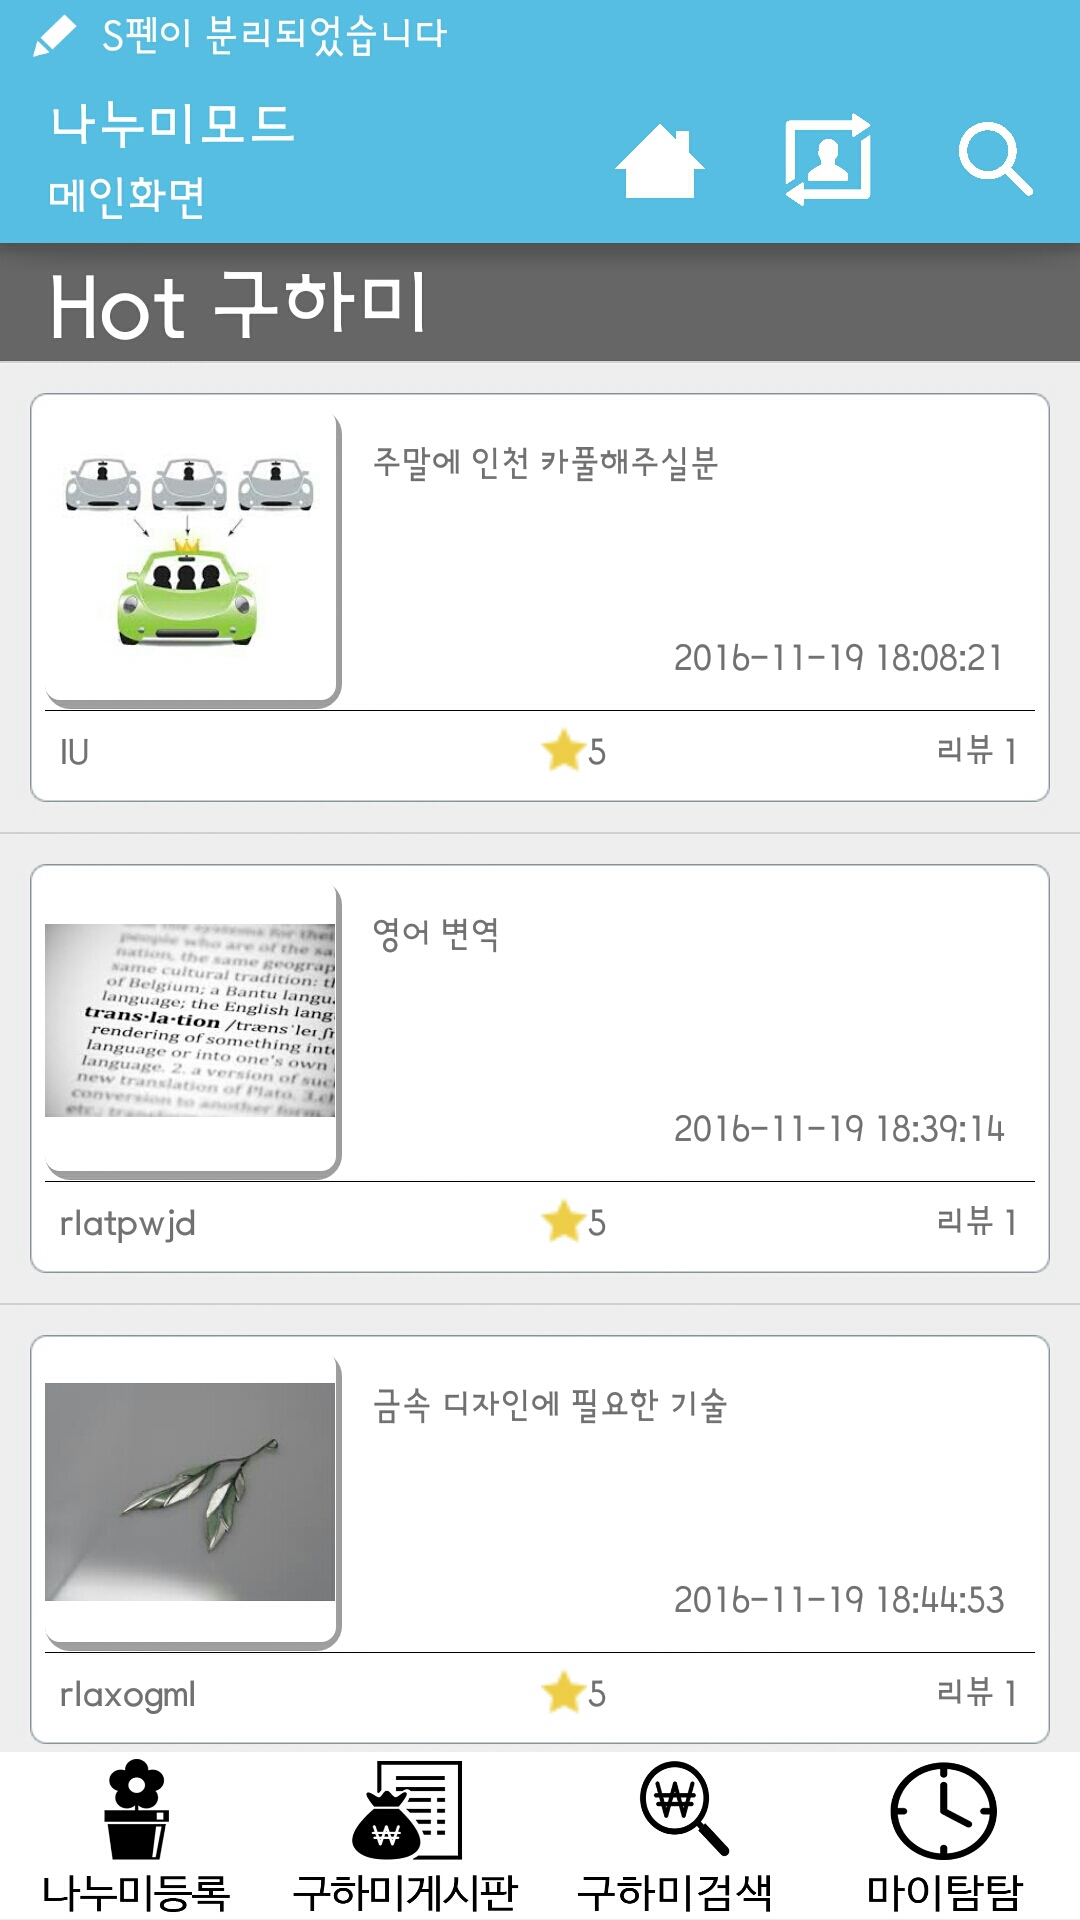 S펜이 분리되었습니다
나누미모드
메인화면
Hot 구하미
주말에 인천 카풀해주실분
2016-11-19 18:08:21
IU 5 리뷰 1
영어 변역
people who are of the sa
nation, the same geograp
same cultural tradition: th
of Belgium; a Bantu langu
language; the English lang
trans·la·tion /træns ˈleɪʃn
rendering of something into
language or into one's own
language. 2. a version of suc
new translation of Plato. 3.ch
conversion to another form,
2016-11-19 18:39:14
rlatpwjd 5 리뷰 1
금속 디자인에 필요한 기술
2016-11-19 18:44:53
rlaxogml 5 리뷰 1
나누미등록 구하미게시판 구하미검색 마이탐탐